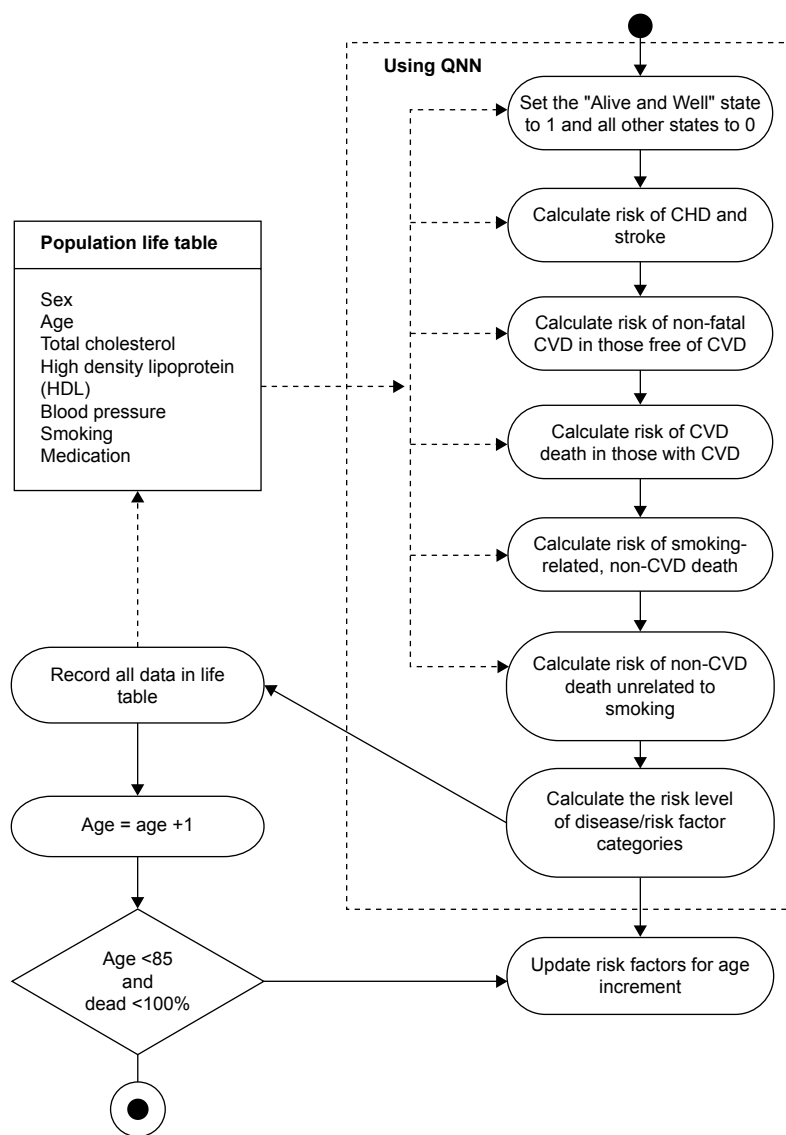 Using QNN
Set the "Alive and Well" state
to 1 and all other states to 0
Calculate risk of CHD and
stroke
Calculate risk of non-fatal
CVD in those free of CVD
Calculate risk of CVD
death in those with CVD
Calculate risk of smoking-
related, non-CVD death
Calculate risk of non-CVD
death unrelated to
smoking
Calculate the risk level
of disease/risk factor
categories
Update risk factors for age
increment
Population life table
Sex
Age
Total cholesterol
High density lipoprotein
(HDL)
Blood pressure
Smoking
Medication
Record all data in life
table
Age = age +1
Age <85
and
dead <100%